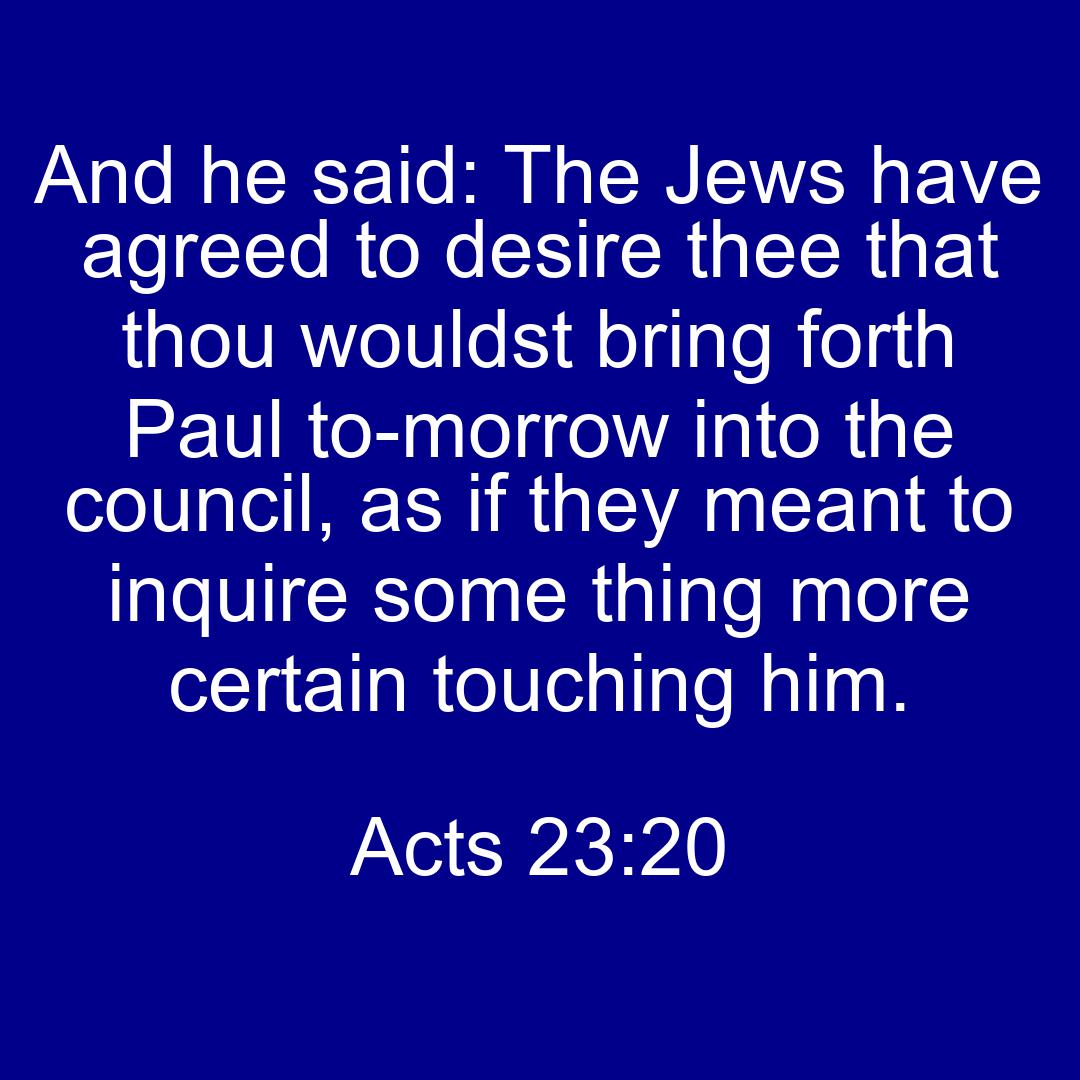 And he said: The Jews have
agreed to desire thee that
thou wouldst bring forth
Paul to-morrow into the
council, as if they meant to
inquire some thing more
certain touching him.
Acts 23:20